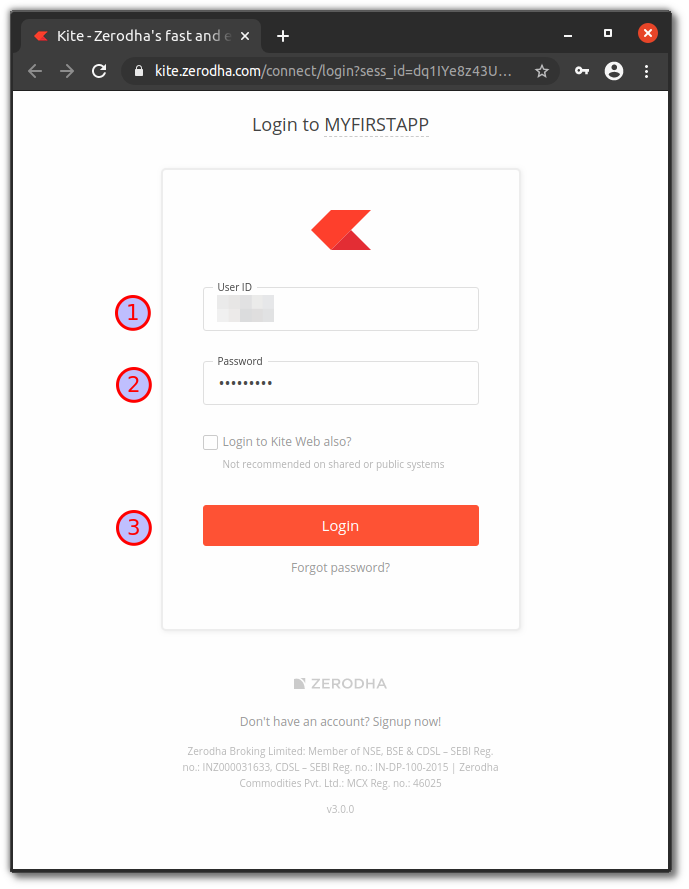 Kite - Zerodha's fast and e
kite.zerodha.com/connect/login?sess_id=dq1IYe8z43U...
Login to MYFIRSTAPP
User ID
1
Password
•••••••••
2
Login to Kite Web also?
Not recommended on shared or public systems
3
Login
Forgot password?
ZERODHA
Don't have an account? Signup now!
Zerodha Broking Limited: Member of NSE, BSE & CDSL – SEBI Reg.
no.: INZ000031633, CDSL – SEBI Reg. no.: IN-DP-100-2015 | Zerodha
Commodities Pvt. Ltd.: MCX Reg. no.: 46025
v3.0.0